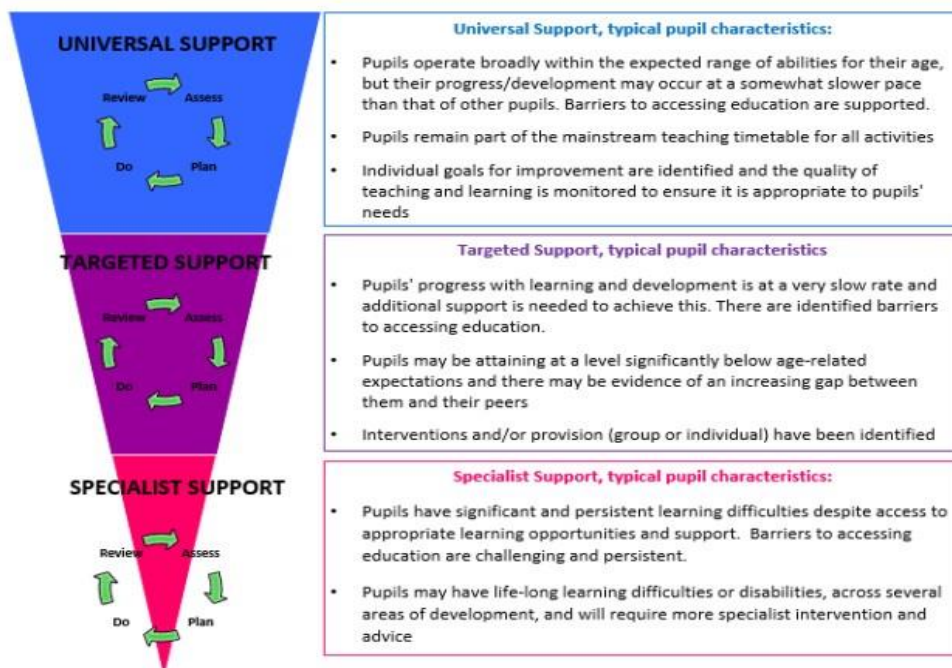 UNIVERSAL SUPPORT
Review Assess
Do Plan
Universal Support, typical pupil characteristics:
• Pupils operate broadly within the expected range of abilities for their age,
but their progress/development may occur at a somewhat slower pace
than that of other pupils. Barriers to accessing education are supported.
• Pupils remain part of the mainstream teaching timetable for all activities
• Individual goals for improvement are identified and the quality of
teaching and learning is monitored to ensure it is appropriate to pupils'
needs
TARGETED SUPPORT
Review Assess
Do Plan
Targeted Support, typical pupil characteristics
• Pupils' progress with learning and development is at a very slow rate and
additional support is needed to achieve this. There are identified barriers
to accessing education.
• Pupils may be attaining at a level significantly below age-related
expectations and there may be evidence of an increasing gap between
them and their peers
• Interventions and/or provision (group or individual) have been identified
SPECIALIST SUPPORT
Review Assess
Do Plan
Specialist Support, typical pupil characteristics:
• Pupils have significant and persistent learning difficulties despite access to
appropriate learning opportunities and support. Barriers to accessing
education are challenging and persistent.
• Pupils may have life-long learning difficulties or disabilities, across several
areas of development, and will require more specialist intervention and
advice